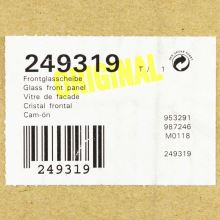 249319
ORIGINAL
T / 1
Frontglasscheibe
Glass front panel
Vitre de facade
Cristal frontal
Cam-ön
953291
987246
M0118
249319
249319